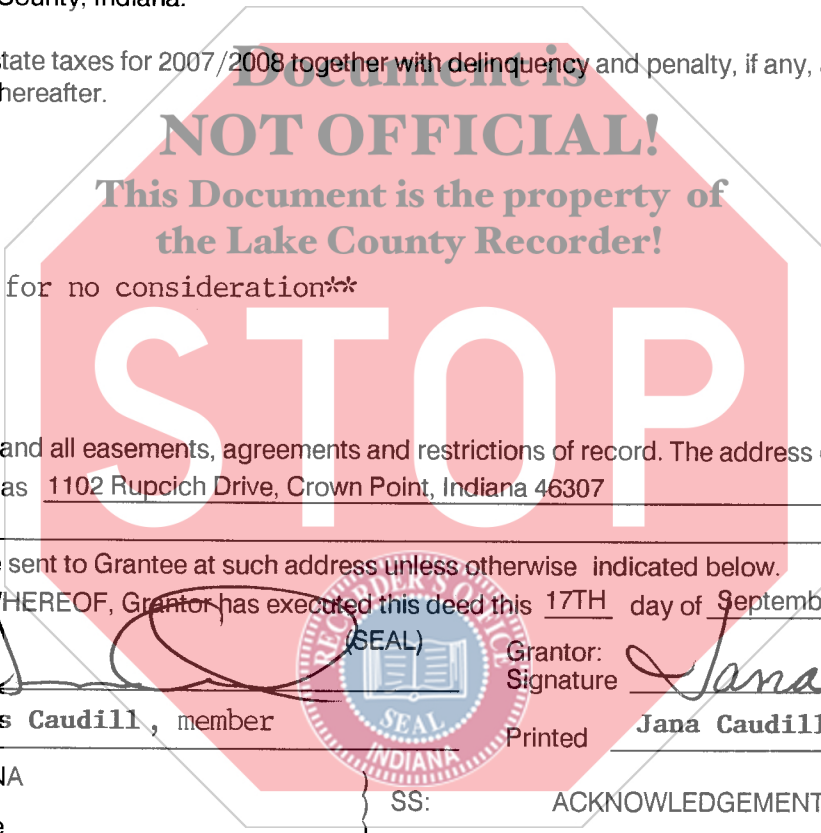 County, Indiana.
state taxes for 2007/2008 together with delinquency and penalty, if any,
hereafter.
Document is
NOT OFFICIAL!
This Document is the property of
the Lake County Recorder!
for no consideration**
STOP
and all easements, agreements and restrictions of record. The address
as 1102 Rupcich Drive, Crown Point, Indiana 46307
sent to Grantee at such address unless otherwise indicated below.
HEREOF, Grantor has executed this deed this 17TH day of Septemb
(SEAL)
Grantor:
Signature Jana
s Caudill, member
Printed Jana Caudill
RECORDER'S OFFICE
SEAL
INDIANA
NA
SS: ACKNOWLEDGEMENT